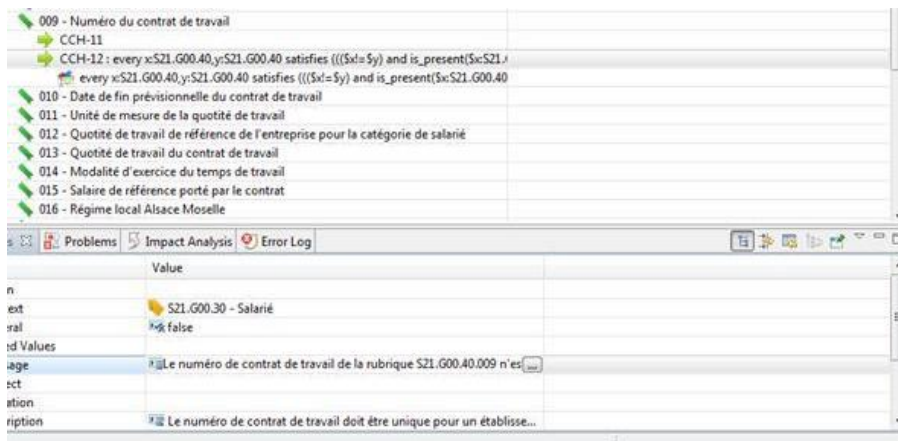 009 - Numéro du contrat de travail
CCH-11
CCH-12 : every x:S21.G00.40,y:S21.G00.40 satisfies ((($x!=$y) and is_present($x:S21.
every x:S21.G00.40,y:S21.G00.40 satisfies ((($x!=$y) and is_present($x:S21.G00.40
010 - Date de fin prévisionnelle du contrat de travail
011 - Unité de mesure de la quotité de travail
012 - Quotité de travail de référence de l'entreprise pour la catégorie de salarié
013 - Quotité de travail du contrat de travail
014 - Modalité d'exercice du temps de travail
015 - Salaire de référence porté par le contrat
016 - Régime local Alsace Moselle
s Problems Impact Analysis Error Log
Value
n
ext S21.G00.30 - Salarié
eral false
ed Values
sage Le numéro de contrat de travail de la rubrique S21.G00.40.009 n'es ...
ect
ation
ription Le numéro de contrat de travail doit être unique pour un établisse...